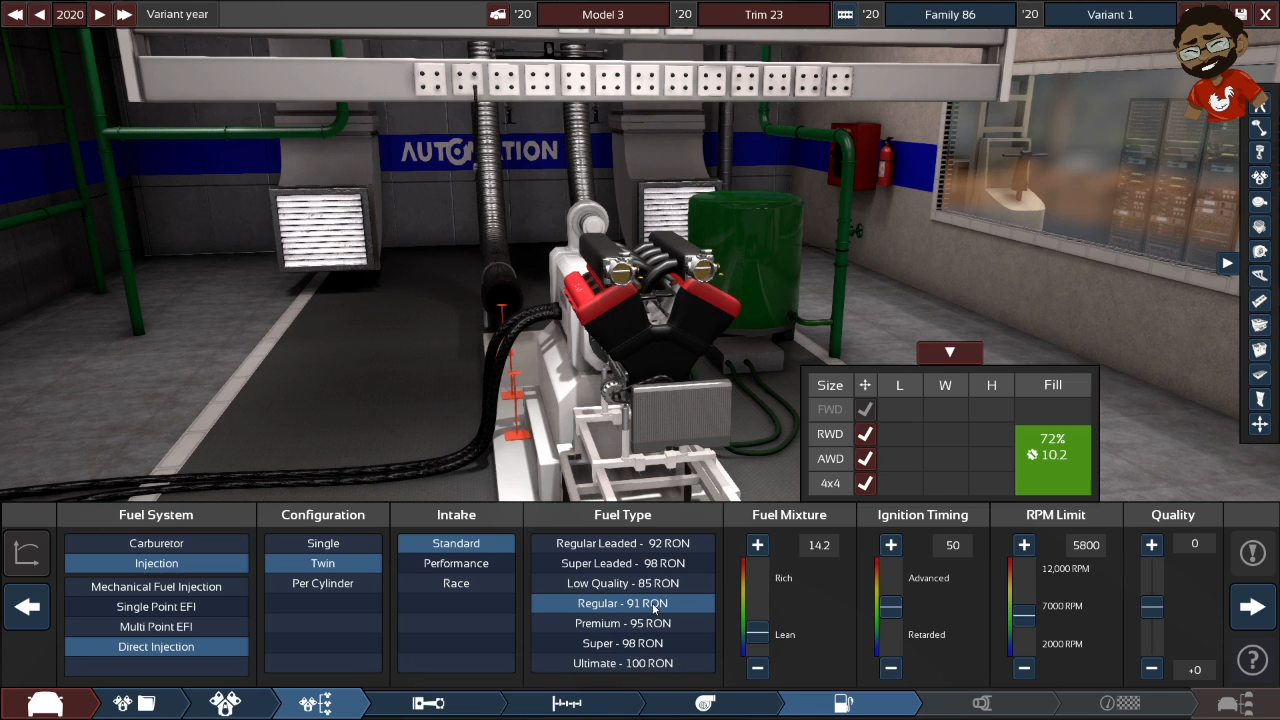 2020 Variant year '20 Model 3 '20 Trim 23 '20 Family 86 '20 Variant 1
AUTOMATION
Size L W H Fill
FWD
RWD
AWD
4x4
72%
10.2
Fuel System
Carburetor
Injection
Mechanical Fuel Injection
Single Point EFI
Multi Point EFI
Direct Injection
Configuration
Single
Twin
Per Cylinder
Intake
Standard
Performance
Race
Fuel Type
Regular Leaded - 92 RON
Super Leaded - 98 RON
Low Quality - 85 RON
Regular - 91 RON
Premium - 95 RON
Super - 98 RON
Ultimate - 100 RON
Fuel Mixture
+ 14.2
Rich
Lean
−
Ignition Timing
+ 50
Advanced
Retarded
−
RPM Limit
+ 5800
12,000 RPM
7000 RPM
2000 RPM
−
Quality
+ 0
− +0